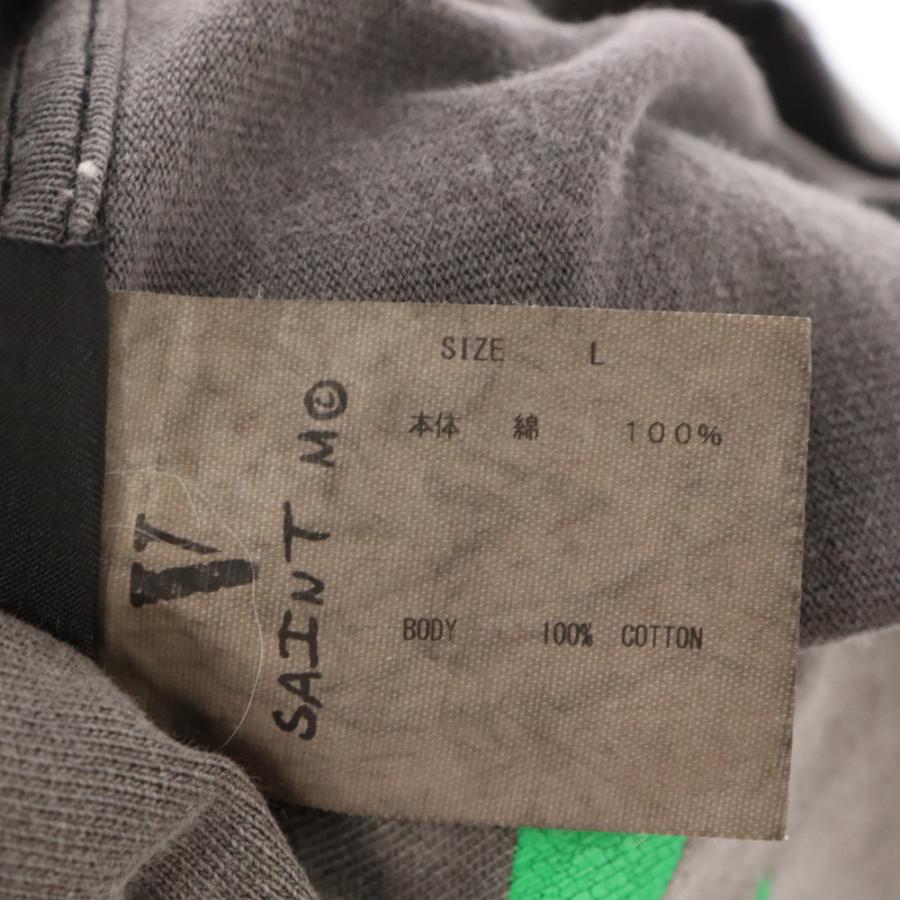 SIZE L
本体 綿 100%
BODY 100% COTTON
V
SAINT M